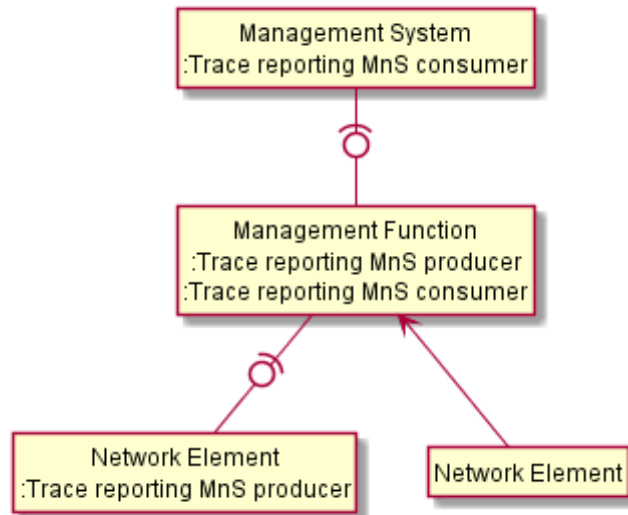 Management System
:Trace reporting MnS consumer
Management Function
:Trace reporting MnS producer
:Trace reporting MnS consumer
Network Element
:Trace reporting MnS producer
Network Element